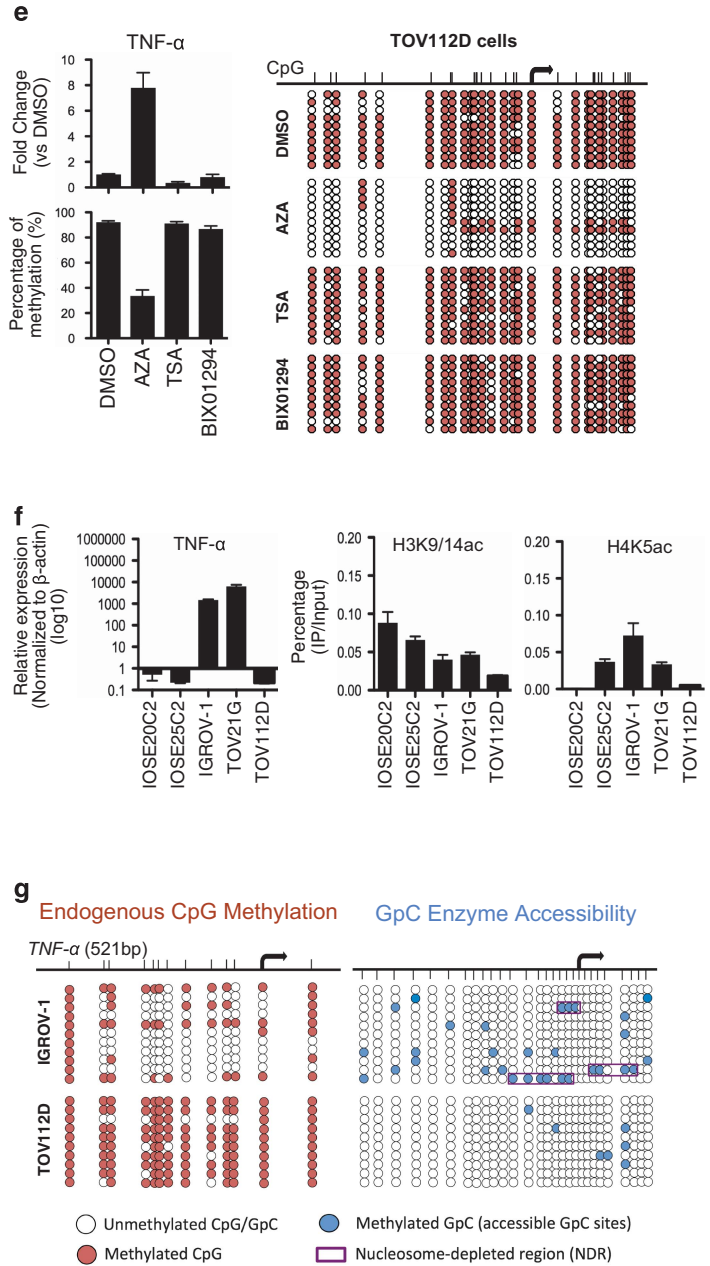 e
TNF-α
Fold Change
(vs DMSO)
10
8
6
4
2
0
Percentage of
methylation (%)
100
80
60
40
20
0
DMSO
AZA
TSA
BIX01294
TOV112D cells
CpG
DMSO
AZA
TSA
BIX01294
f
TNF-α
Relative expression
(Normalized to β-actin)
(log10)
1000000
100000
10000
1000
100
10
1
0.1
IOSE20C2
IOSE25C2
IGROV-1
TOV21G
TOV112D
H3K9/14ac
Percentage
(IP/Input)
0.20
0.15
0.10
0.05
0.00
IOSE20C2
IOSE25C2
IGROV-1
TOV21G
TOV112D
H4K5ac
0.20
0.15
0.10
0.05
0.00
IOSE20C2
IOSE25C2
IGROV-1
TOV21G
TOV112D
g
Endogenous CpG Methylation
GpC Enzyme Accessibility
TNF-α (521bp)
IGROV-1
TOV112D
Unmethylated CpG/GpC
Methylated GpC (accessible GpC sites)
Methylated CpG
Nucleosome-depleted region (NDR)